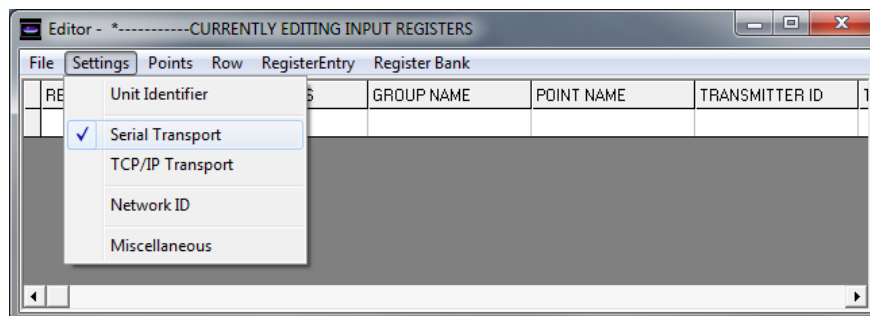 Editor - *-----------CURRENTLY EDITING INPUT REGISTERS
File Settings Points Row RegisterEntry Register Bank
GROUP NAME POINT NAME TRANSMITTER ID
Unit Identifier
Serial Transport
TCP/IP Transport
Network ID
Miscellaneous